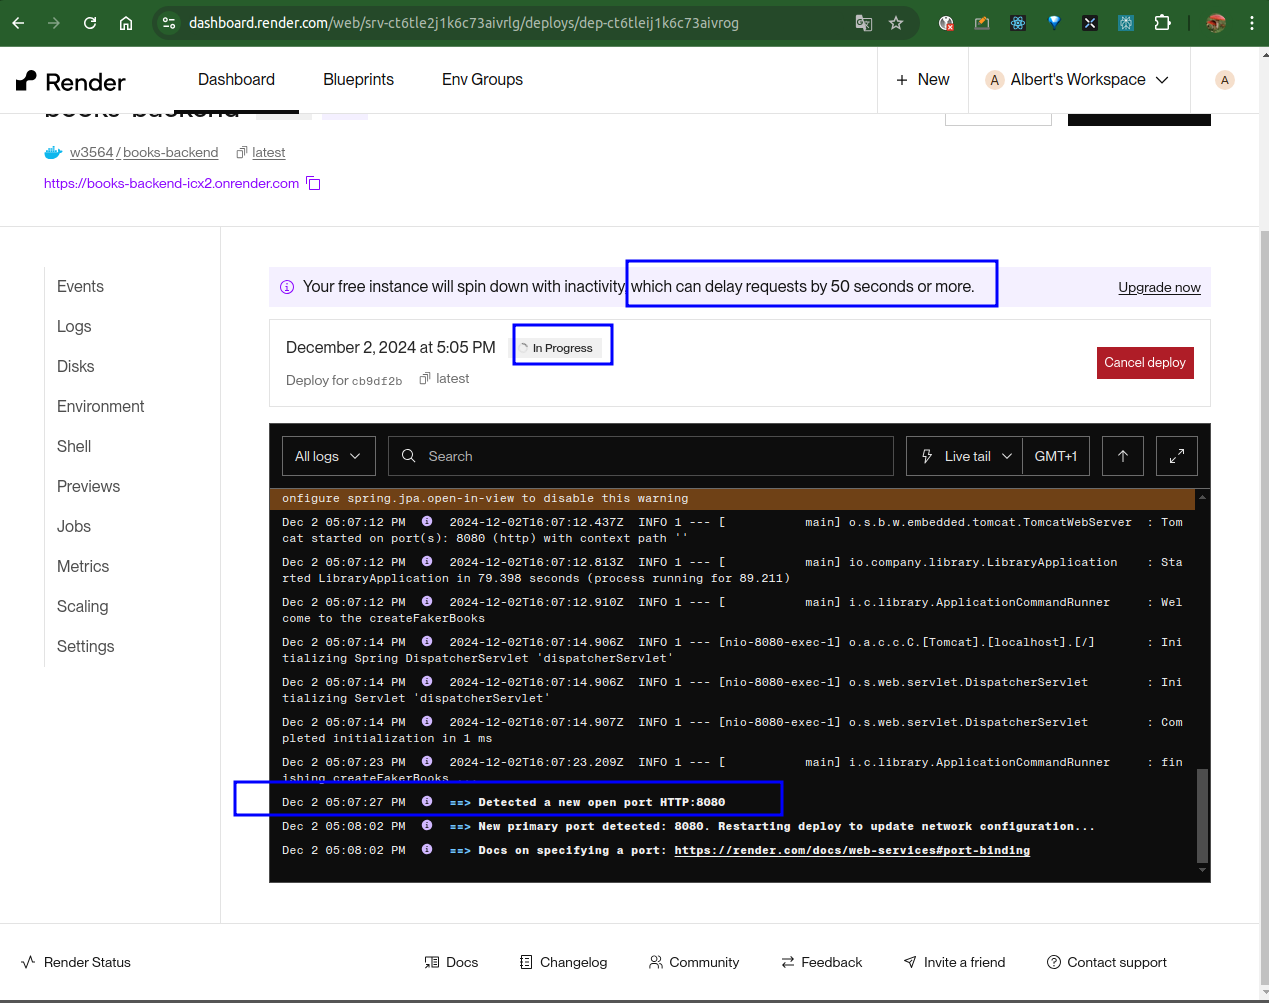 dashboard.render.com/web/srv-ct6tle2j1k6c73aivrlg/deploys/dep-ct6tleij1k6c73aivrog
Render
Dashboard
Blueprints
Env Groups
+ New
A Albert's Workspace
A
books-backend
w3564 / books-backend latest
https://books-backend-icx2.onrender.com
Events
Logs
Disks
Environment
Shell
Previews
Jobs
Metrics
Scaling
Settings
Your free instance will spin down with inactivity, which can delay requests by 50 seconds or more.
Upgrade now
December 2, 2024 at 5:05 PM In Progress
Deploy for cb9df2b latest
Cancel deploy
All logs
Search
Live tail
GMT+1
onfigure spring.jpa.open-in-view to disable this warning
Dec 2 05:07:12 PM 2024-12-02T16:07:12.437Z INFO 1 --- [ main] o.s.b.w.embedded.tomcat.TomcatWebServer : Tom
cat started on port(s): 8080 (http) with context path ''
Dec 2 05:07:12 PM 2024-12-02T16:07:12.813Z INFO 1 --- [ main] io.company.library.LibraryApplication : Sta
rted LibraryApplication in 79.398 seconds (process running for 89.211)
Dec 2 05:07:12 PM 2024-12-02T16:07:12.910Z INFO 1 --- [ main] i.c.library.ApplicationCommandRunner : Wel
come to the createFakerBooks
Dec 2 05:07:14 PM 2024-12-02T16:07:14.906Z INFO 1 --- [nio-8080-exec-1] o.a.c.c.C.[Tomcat].[localhost].[/] : Ini
tializing Spring DispatcherServlet 'dispatcherServlet'
Dec 2 05:07:14 PM 2024-12-02T16:07:14.906Z INFO 1 --- [nio-8080-exec-1] o.s.web.servlet.DispatcherServlet : Ini
tializing Servlet 'dispatcherServlet'
Dec 2 05:07:14 PM 2024-12-02T16:07:14.907Z INFO 1 --- [nio-8080-exec-1] o.s.web.servlet.DispatcherServlet : Com
pleted initialization in 1 ms
Dec 2 05:07:23 PM 2024-12-02T16:07:23.209Z INFO 1 --- [ main] i.c.library.ApplicationCommandRunner : fin
ishing createFakerBooks ...
Dec 2 05:07:27 PM ==> Detected a new open port HTTP:8080
Dec 2 05:08:02 PM ==> New primary port detected: 8080. Restarting deploy to update network configuration...
Dec 2 05:08:02 PM ==> Docs on specifying a port: https://render.com/docs/web-services#port-binding
Render Status
Docs
Changelog
Community
Feedback
Invite a friend
Contact support